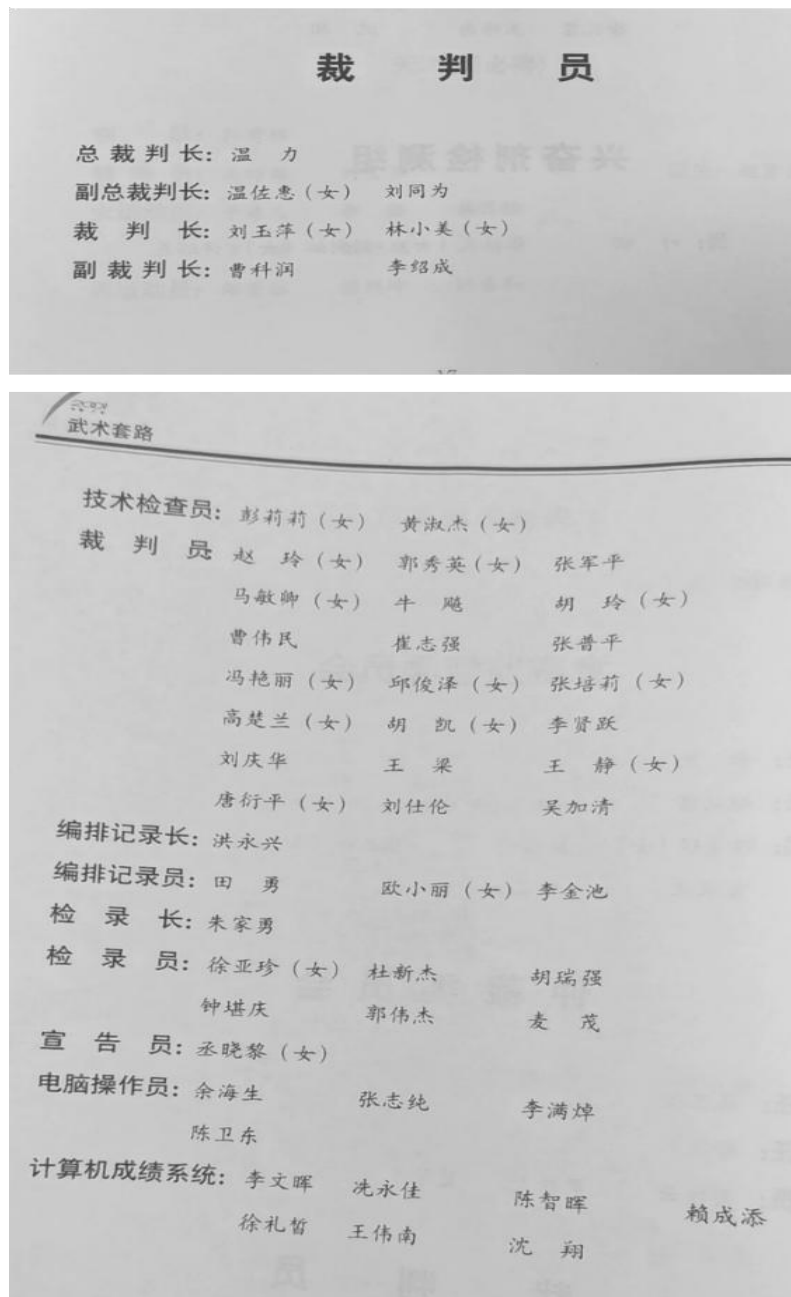 裁 判 员
总裁判长：温 力
副总裁判长：温佐惠（女） 刘同为
裁 判 长：刘玉萍（女） 林小美（女）
副裁判长：曹科润 李绍成
武术套路
技术检查员：彭莉莉（女） 黄淑杰（女）
裁 判 员：赵 玲（女） 郭秀英（女） 张军平
马敏卿（女） 牛 飚 胡 玲（女）
曹伟民 崔志强 张普平
冯艳丽（女） 邱俊泽（女） 张培莉（女）
高楚兰（女） 胡 凯（女） 李贤跃
刘庆华 王 梁 王 静（女）
唐衍平（女） 刘仕伦 吴加清
编排记录长：洪永兴
编排记录员：田 勇 欧小丽（女） 李金池
检 录 长：朱家勇
检 录 员：徐亚珍（女） 杜新杰 胡瑞强
钟堪庆 郭伟杰 麦 茂
宣 告 员：丞晓黎（女）
电脑操作员：余海生 张志纯 李满焯
陈卫东
计算机成绩系统：李文晖 冼永佳 陈智晖 赖成添
徐礼皙 王伟南 沈 翔